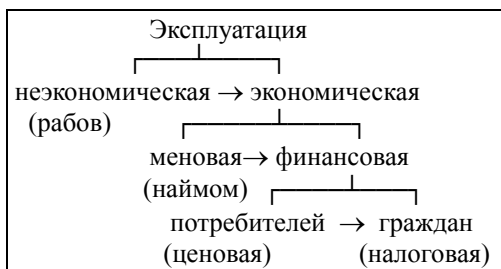 Эксплуатация
неэкономическая → экономическая
(рабов)
меновая → финансовая
(наймом)
потребителей → граждан
(ценовая) (налоговая)